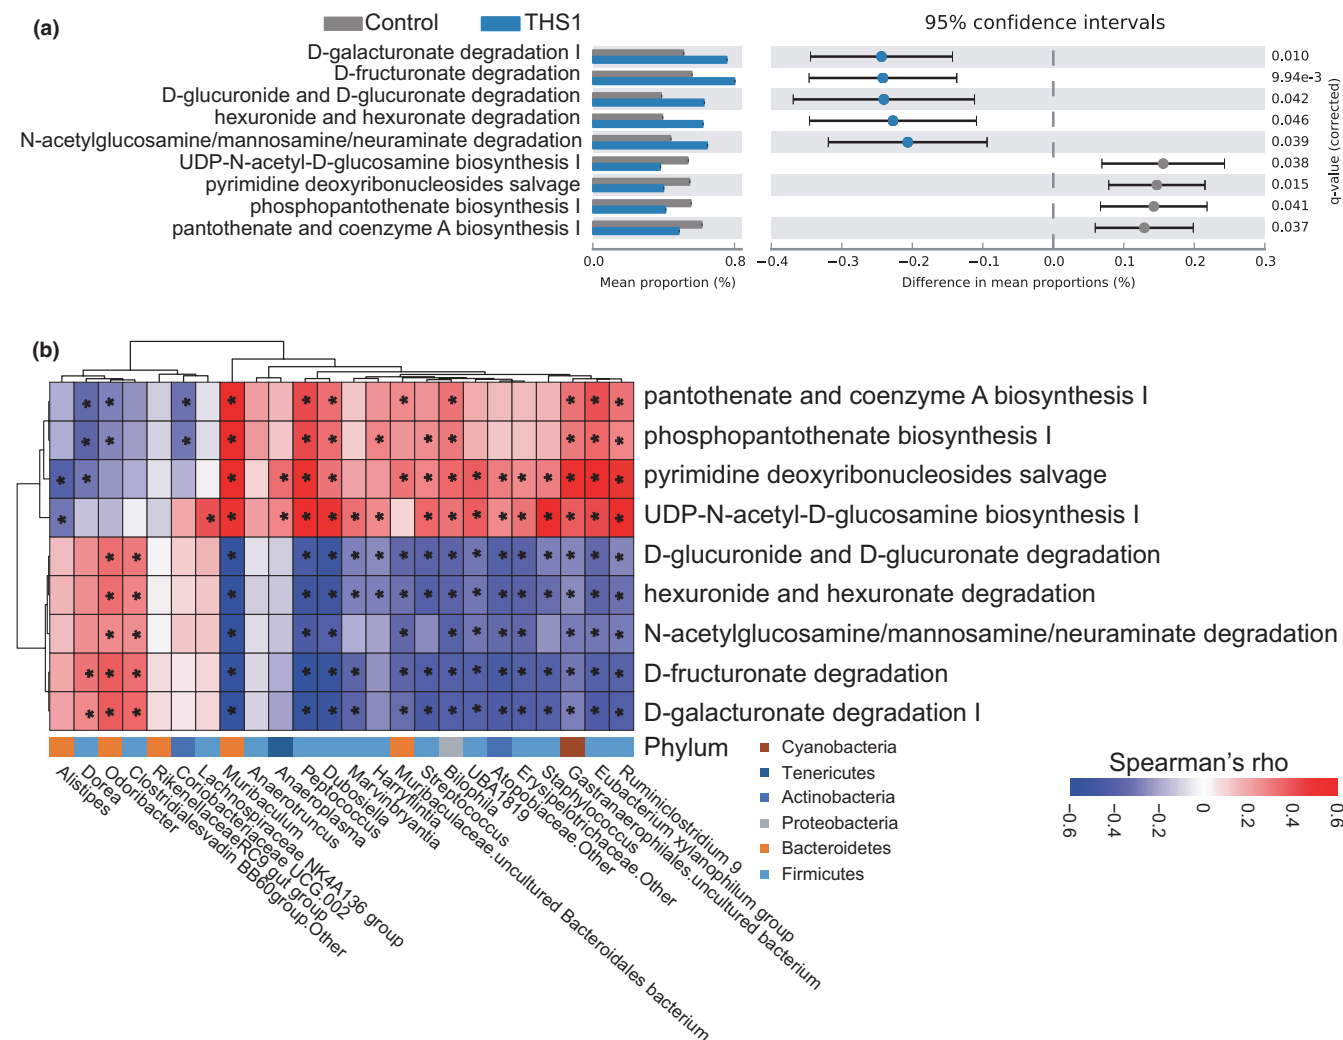 (a)
Control
THS1
95% confidence intervals
D-galacturonate degradation I
0.010
D-fructuronate degradation
9.94e-3
D-glucuronide and D-glucuronate degradation
0.042
hexuronide and hexuronate degradation
0.046
N-acetylglucosamine/mannosamine/neuraminate degradation
0.039
UDP-N-acetyl-D-glucosamine biosynthesis I
0.038
pyrimidine deoxyribonucleosides salvage
0.015
phosphopantothenate biosynthesis I
0.041
pantothenate and coenzyme A biosynthesis I
0.037
q-value (corrected)
0.0 0.8
−0.4 −0.3 −0.2 −0.1 0.0 0.1 0.2 0.3
Mean proportion (%)
Difference in mean proportions (%)
(b)
pantothenate and coenzyme A biosynthesis I
phosphopantothenate biosynthesis I
pyrimidine deoxyribonucleosides salvage
UDP-N-acetyl-D-glucosamine biosynthesis I
D-glucuronide and D-glucuronate degradation
hexuronide and hexuronate degradation
N-acetylglucosamine/mannosamine/neuraminate degradation
D-fructuronate degradation
D-galacturonate degradation I
Phylum
Cyanobacteria
Tenericutes
Actinobacteria
Proteobacteria
Bacteroidetes
Firmicutes
Spearman's rho
-0.6 -0.4 -0.2 0 0.2 0.4 0.6
Alistipes
Dorea
Odoribacter
Clostridialesvadin BB60group.Other
RikenellaceaeRC9 gut group
Coriobacteriaceae UCG.002
Lachnospiraceae NK4A136 group
Muribaculum
Anaerotruncus
Anaeroplasma
Peptococcus
Dubosiella
Marvinbryantia
Harryflintia
Muribaculaceae.uncultured Bacteroidales bacterium
Streptococcus
Bilophila
UBA1819
Atopobiaceae.Other
Erysipelotrichaceae.Other
Staphylococcus
Gastranaerophilales.uncultured bacterium
Eubacterium xylanophilum group
Ruminiclostridium 9